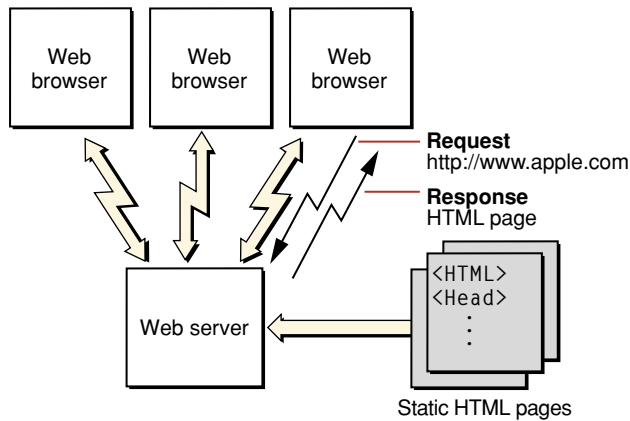 Web
browser
Web
browser
Web
browser
Request
http://www.apple.com
Response
HTML page
<HTML>
<Head>
.
.
.
Web server
Static HTML pages